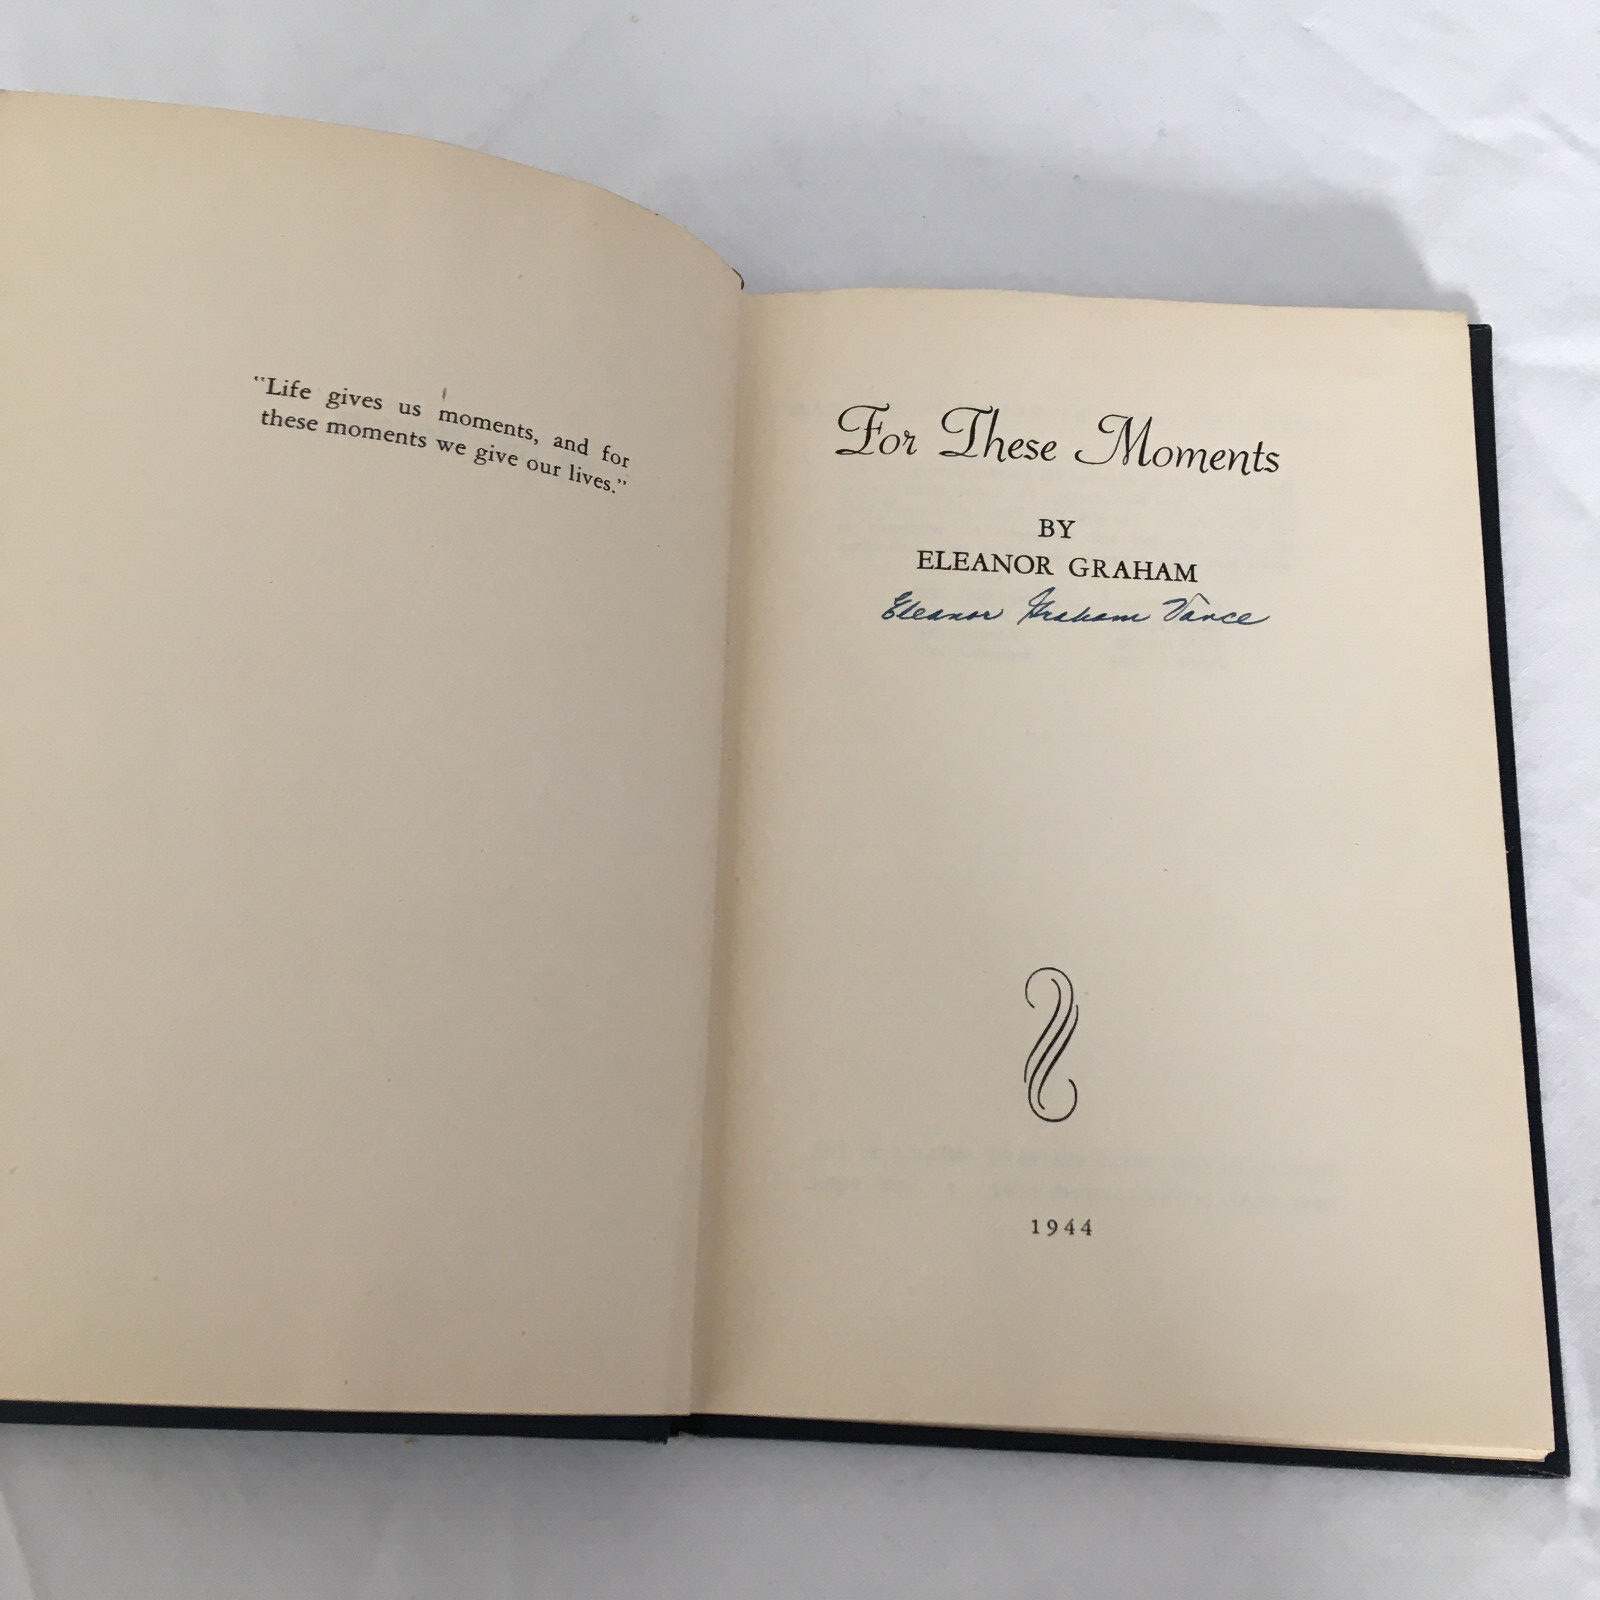 “Life gives us moments, and for
these moments we give our lives.”
For These Moments
BY
ELEANOR GRAHAM
Eleanor Graham Vance
1944